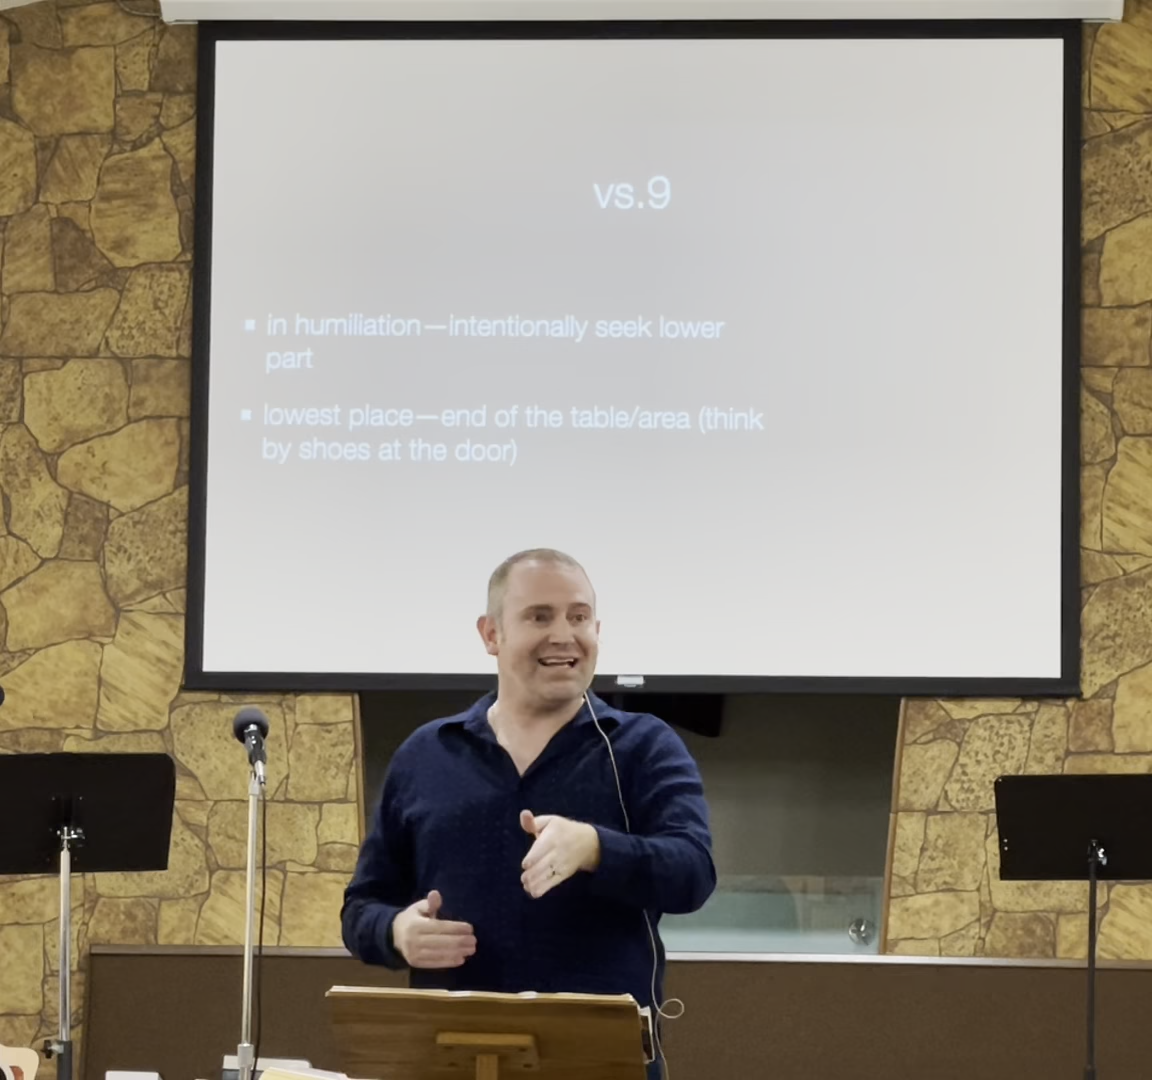 vs.9
▪ in humiliation—intentionally seek lower
part
▪ lowest place—end of the table/area (think
by shoes at the door)